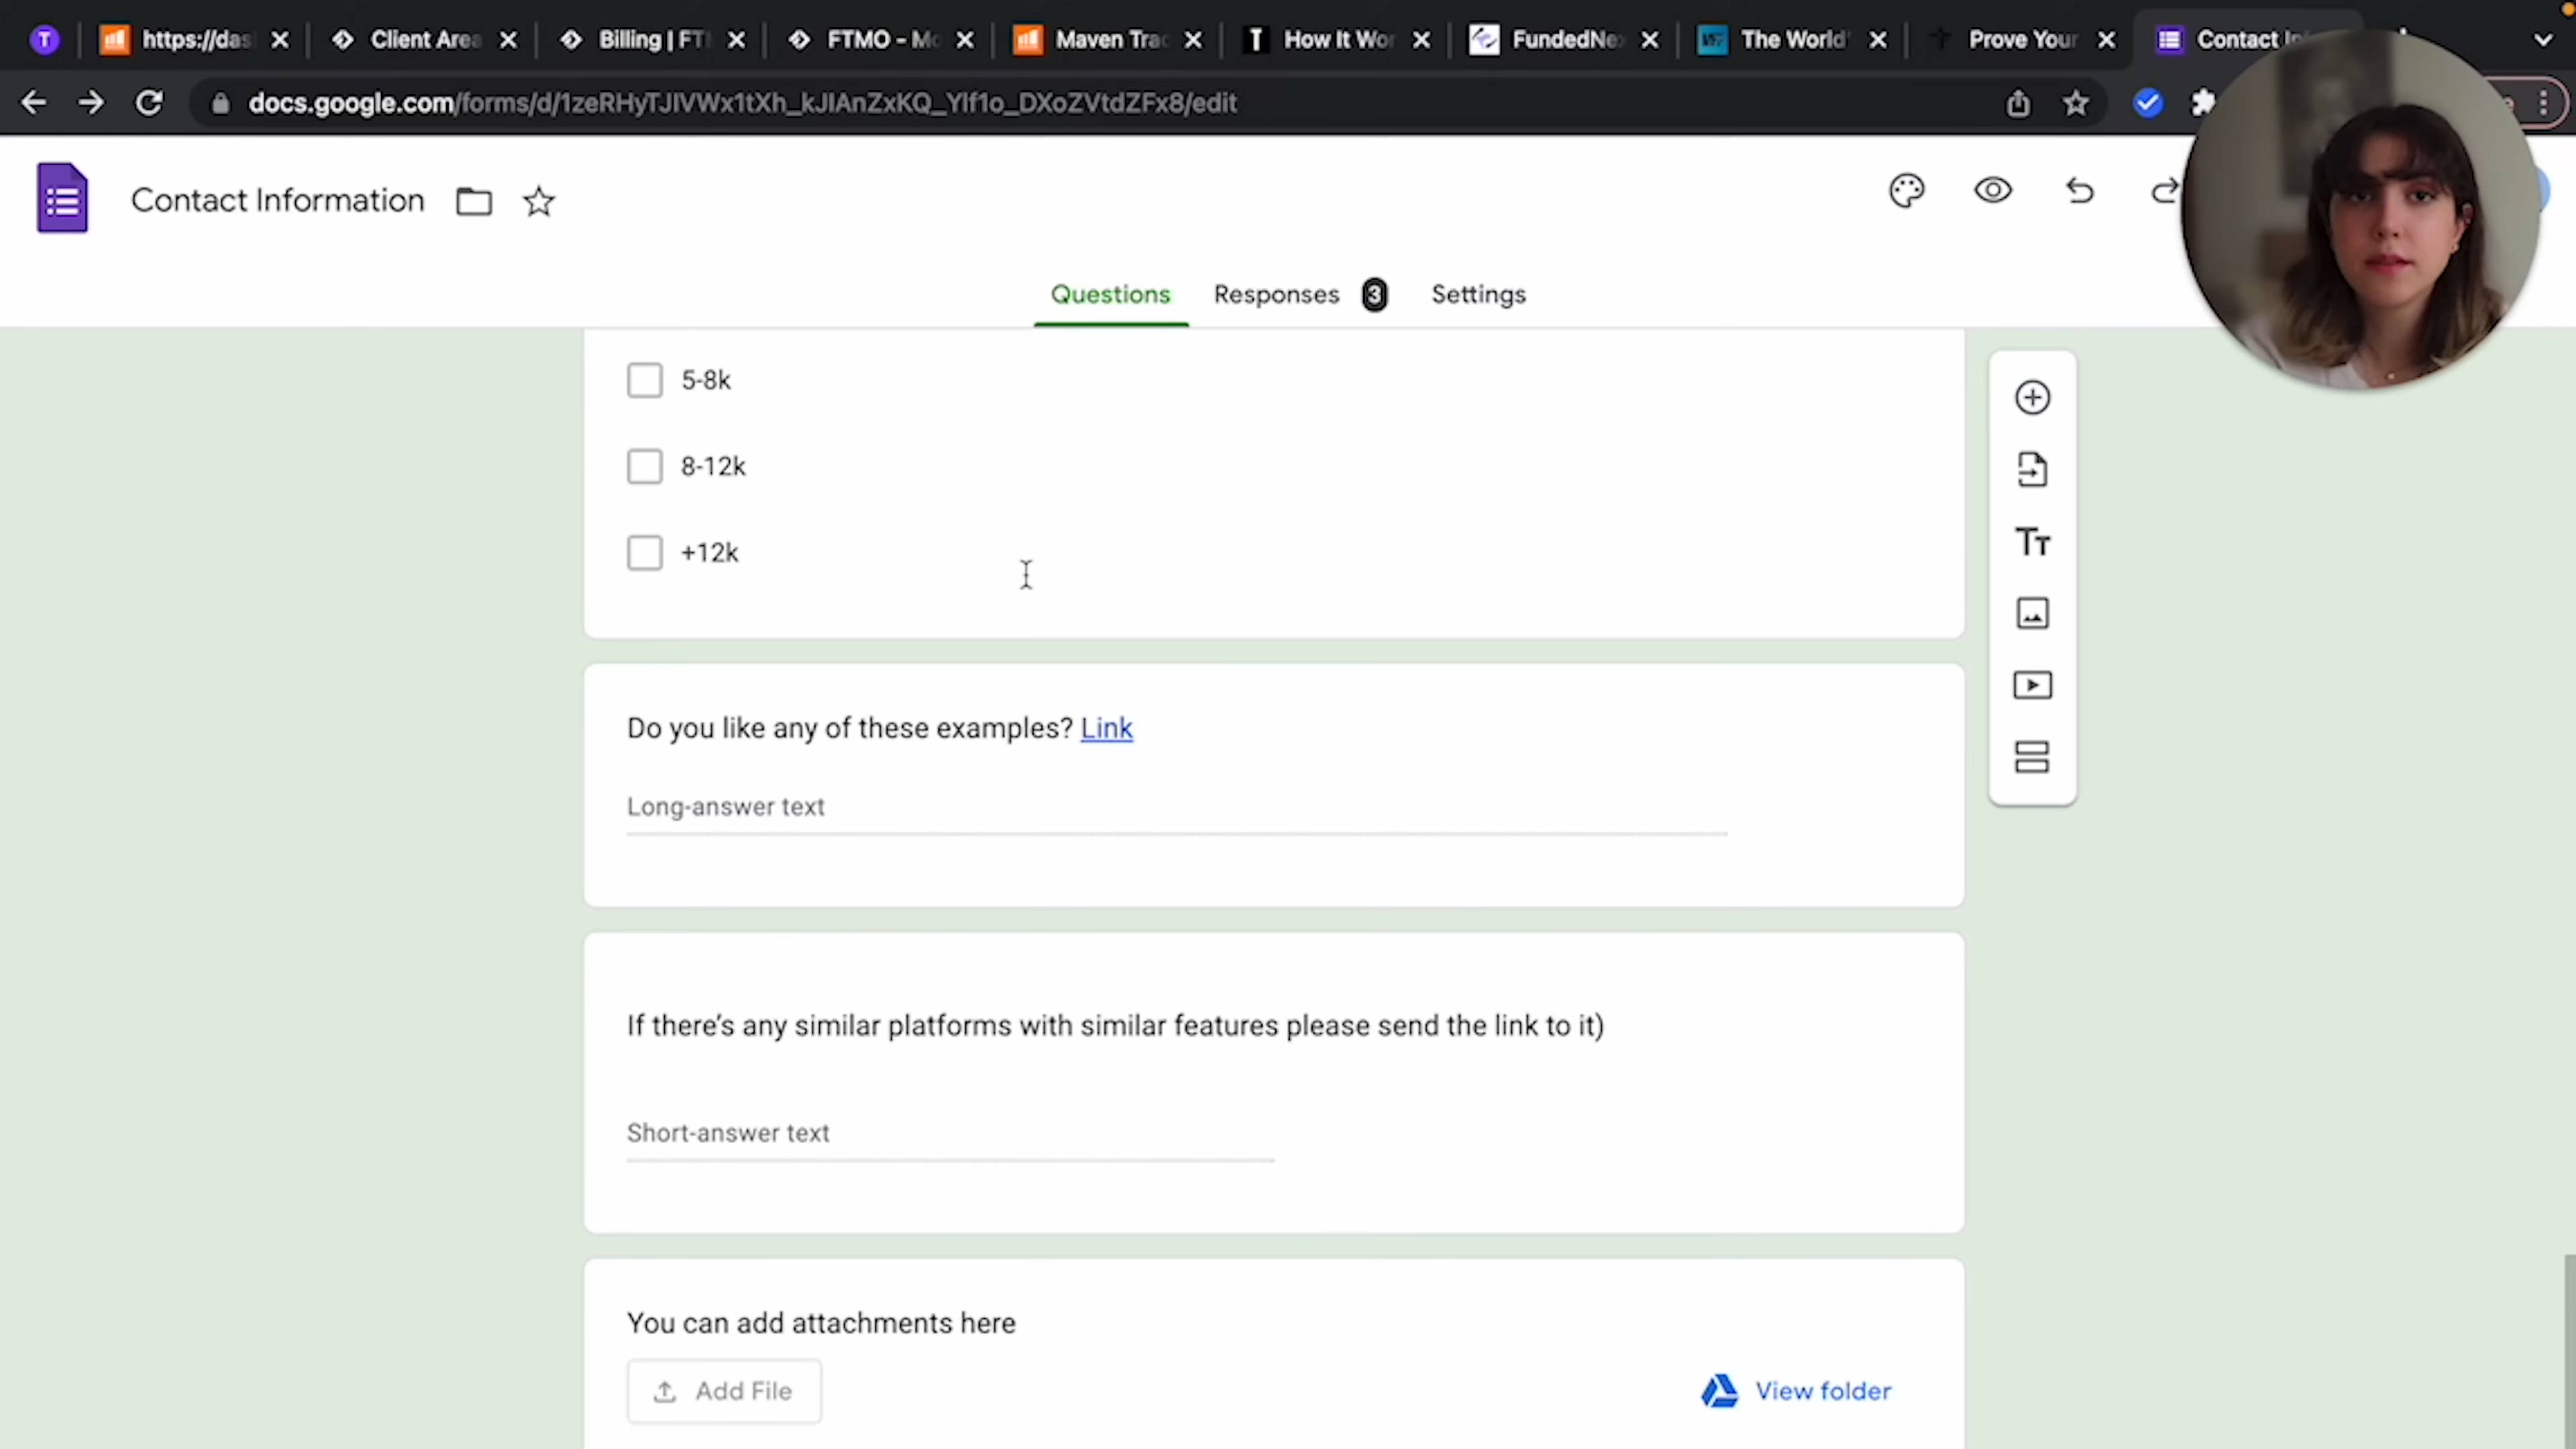 T https://das Client Area Billing | FT FTMO - Mo Maven Trac T How It Wor FundedNe The World' Prove Your Contact I
docs.google.com/forms/d/1zeRHyTJIVWx1tXh_kJIAnZxKQ_YIf1o_DXoZVtdZFx8/edit
Contact Information
Questions Responses 3 Settings
5-8k
8-12k
+12k
Do you like any of these examples? Link
Long-answer text
If there's any similar platforms with similar features please send the link to it)
Short-answer text
You can add attachments here
Add File View folder